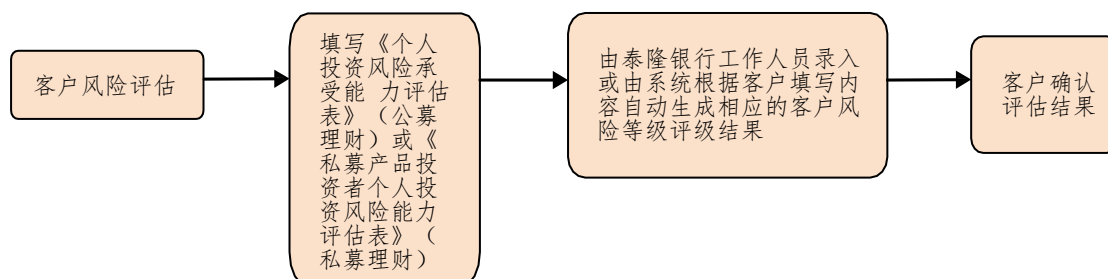 客户风险评估
填写《个人
投资风险承
受能 力评估
表》（公募
理财）或《
私募产品投
资者个人投
资风险能力
评估表》（
私募理财）
由泰隆银行工作人员录入
或由系统根据客户填写内
容自动生成相应的客户风
险等级评级结果
客户确认
评估结果